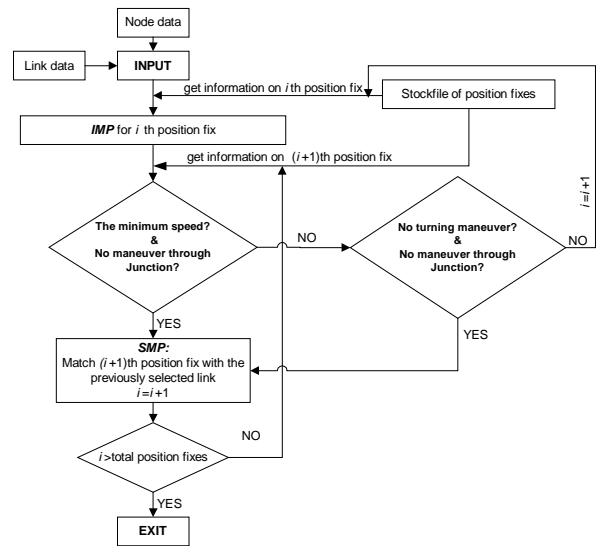 Node data
Link data
INPUT
get information on i th position fix
Stockfile of position fixes
IMP for i th position fix
get information on (i+1)th position fix
i=i+1
The minimum speed?
&
No maneuver through
Junction?
NO
No turning maneuver?
&
No maneuver through
Junction?
NO
YES
YES
SMP:
Match (i+1)th position fix with the
previously selected link
i=i+1
NO
i>total position fixes
YES
EXIT